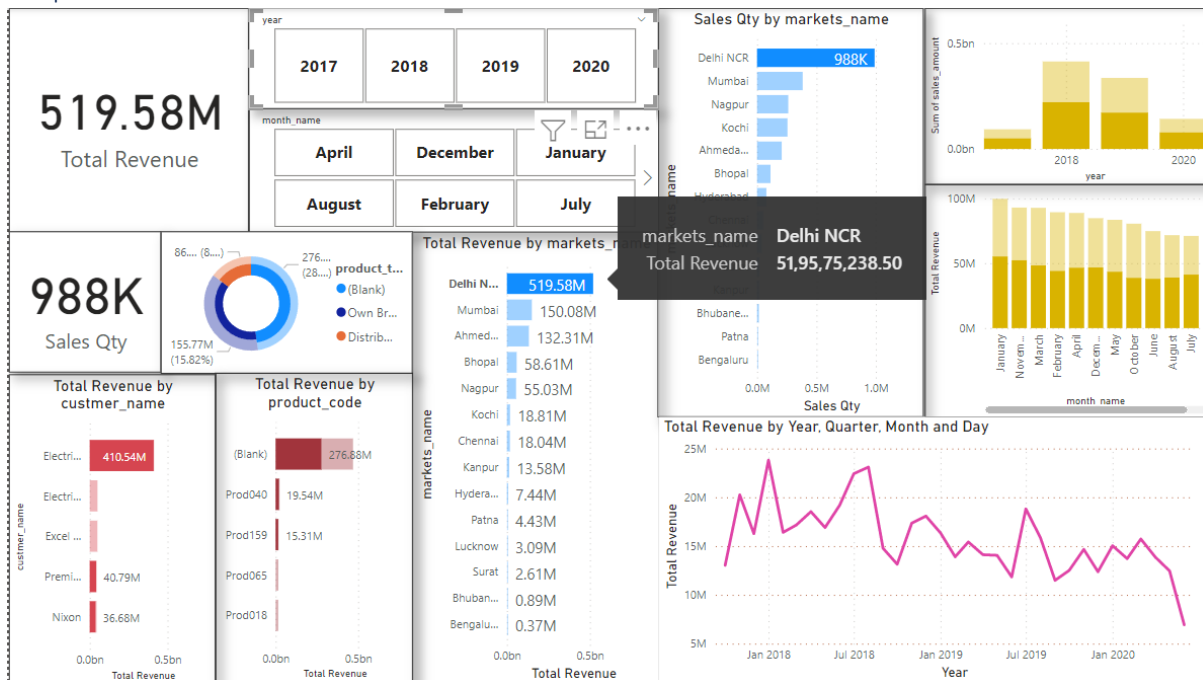 519.58M
Total Revenue
year
2017
2018
2019
2020
month_name
April
December
January
August
February
July
988K
Sales Qty
86.... (8....)
276...
(28....)
155.77M
(15.82%)
product_t...
(Blank)
Own Br...
Distrib...
Total Revenue by markets_name
markets_name
Delhi N...
519.58M
Mumbai
150.08M
Ahmed...
132.31M
Bhopal
58.61M
Nagpur
55.03M
Kochi
18.81M
Chennai
18.04M
Kanpur
13.58M
Hydera...
7.44M
Patna
4.43M
Lucknow
3.09M
Surat
2.61M
Bhuban...
0.89M
Bengalu...
0.37M
0.0bn
0.5bn
Total Revenue
Sales Qty by markets_name
Delhi NCR
988K
Mumbai
Nagpur
Kochi
Ahmeda...
Bhopal
Hyderabad
Bhubane...
Patna
Bengaluru
0.0M
0.5M
1.0M
Sales Qty
markets_name Delhi NCR
Total Revenue 51,95,75,238.50
Sum of sales_amount
0.5bn
0.0bn
2018
2020
year
Total Revenue
100M
50M
0M
January
Novem...
March
February
April
Decem...
May
October
June
August
July
month_name
Total Revenue by
custmer_name
custmer_name
Electri...
410.54M
Electri...
Excel ...
Premi...
40.79M
Nixon
36.68M
0.0bn
0.5bn
Total Revenue
Total Revenue by
product_code
(Blank)
276.88M
Prod040
19.54M
Prod159
15.31M
Prod065
Prod018
0.0bn
0.5bn
Total Revenue
Total Revenue by Year, Quarter, Month and Day
Total Revenue
25M
20M
15M
10M
5M
Jan 2018
Jul 2018
Jan 2019
Jul 2019
Jan 2020
Year